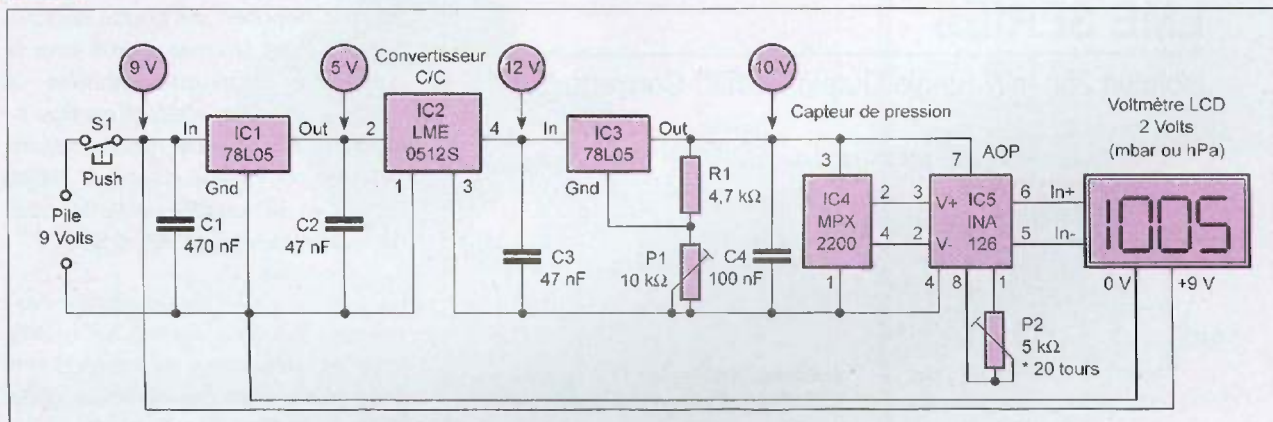 9 V
5 V
Convertisseur
C/C
12 V
10 V
Capteur de pression
Voltmètre LCD
2 Volts
(mbar ou hPa)
S1
Push
In
IC1
78L05
Out
Gnd
2
IC2
LME
0512S
4
1
3
In
IC3
78L05
Out
Gnd
R1
4,7 kΩ
3
IC4
MPX
2200
2
4
1
7
AOP
3
2
V+
V-
IC5
INA
126
6
5
In+
In-
1005
4
8
1
0 V
+9 V
Pile
9 Volts
C1
470 nF
C2
47 nF
C3
47 nF
P1
10 kΩ
C4
100 nF
P2
5 kΩ
* 20 tours